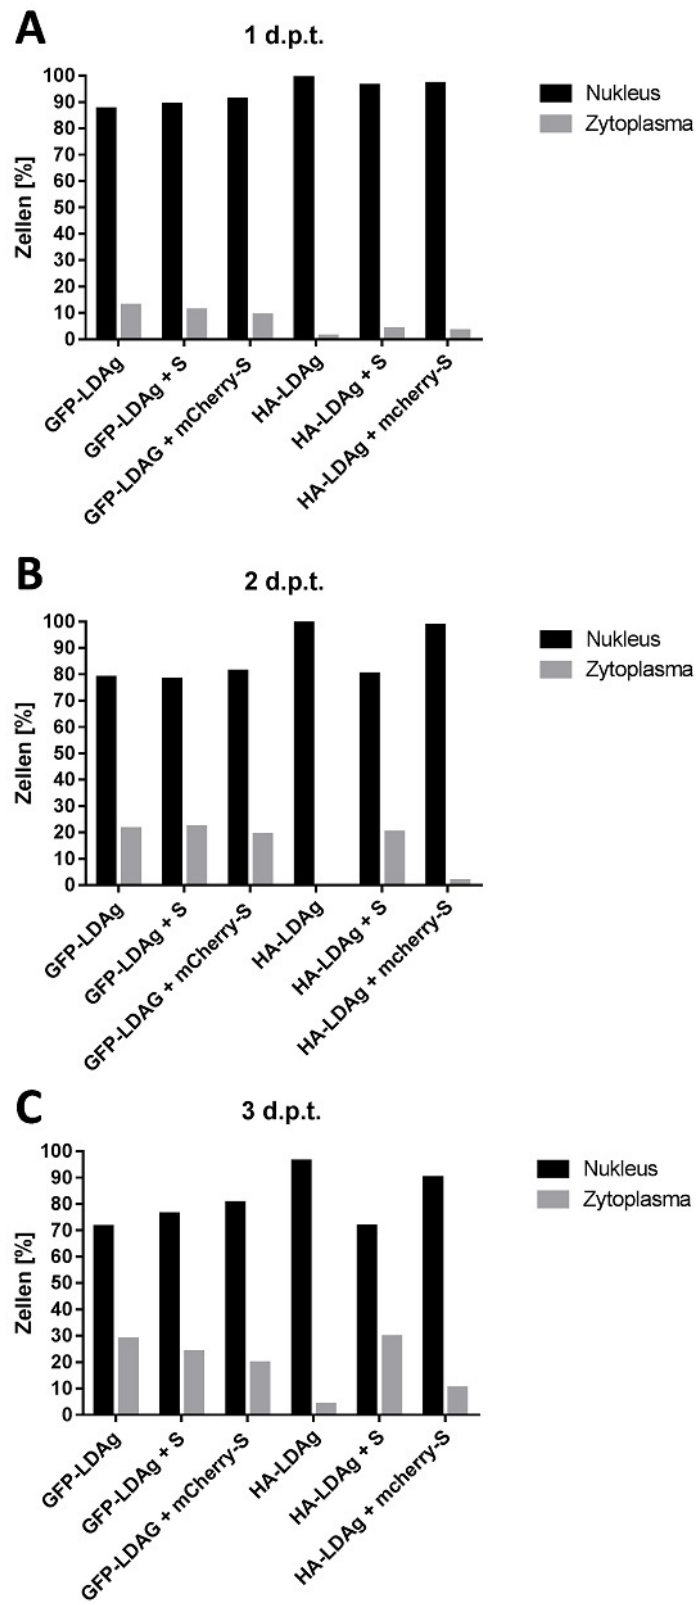 A
1 d.p.t.
Nukleus
Zytoplasma
Zellen [%]
100
90
80
70
60
50
40
30
20
10
0
GFP-LDAg
GFP-LDAg + S
GFP-LDAG + mCherry-S
HA-LDAg
HA-LDAg + S
HA-LDAg + mcherry-S
B
2 d.p.t.
Nukleus
Zytoplasma
Zellen [%]
100
90
80
70
60
50
40
30
20
10
0
GFP-LDAg
GFP-LDAg + S
GFP-LDAG + mCherry-S
HA-LDAg
HA-LDAg + S
HA-LDAg + mcherry-S
C
3 d.p.t.
Nukleus
Zytoplasma
Zellen [%]
100
90
80
70
60
50
40
30
20
10
0
GFP-LDAg
GFP-LDAg + S
GFP-LDAG + mCherry-S
HA-LDAg
HA-LDAg + S
HA-LDAg + mcherry-S